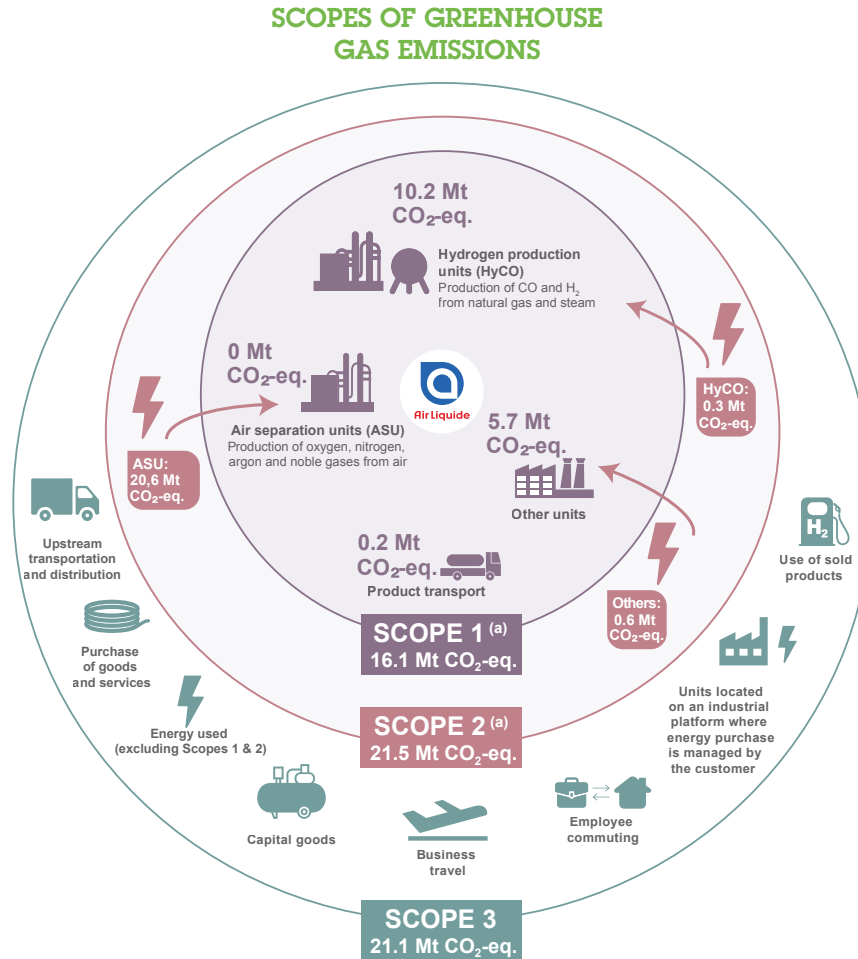 SCOPES OF GREENHOUSE
GAS EMISSIONS
10.2 Mt
CO₂-eq.
Hydrogen production
units (HyCO)
Production of CO and H₂
from natural gas and steam
0 Mt
CO₂-eq.
Air separation units (ASU)
Production of oxygen, nitrogen,
argon and noble gases from air
Air Liquide
5.7 Mt
CO₂-eq.
Other units
0.2 Mt
CO₂-eq.
Product transport
SCOPE 1 (a)
16.1 Mt CO₂-eq.
HyCO:
0.3 Mt
CO₂-eq.
ASU:
20,6 Mt
CO₂-eq.
Others:
0.6 Mt
CO₂-eq.
SCOPE 2 (a)
21.5 Mt CO₂-eq.
Upstream
transportation
and distribution
Purchase
of goods
and services
Energy used
(excluding Scopes 1 & 2)
Capital goods
Business
travel
Employee
commuting
Units located
on an industrial
platform where
energy purchase
is managed by
the customer
H₂
Use of sold
products
SCOPE 3
21.1 Mt CO₂-eq.